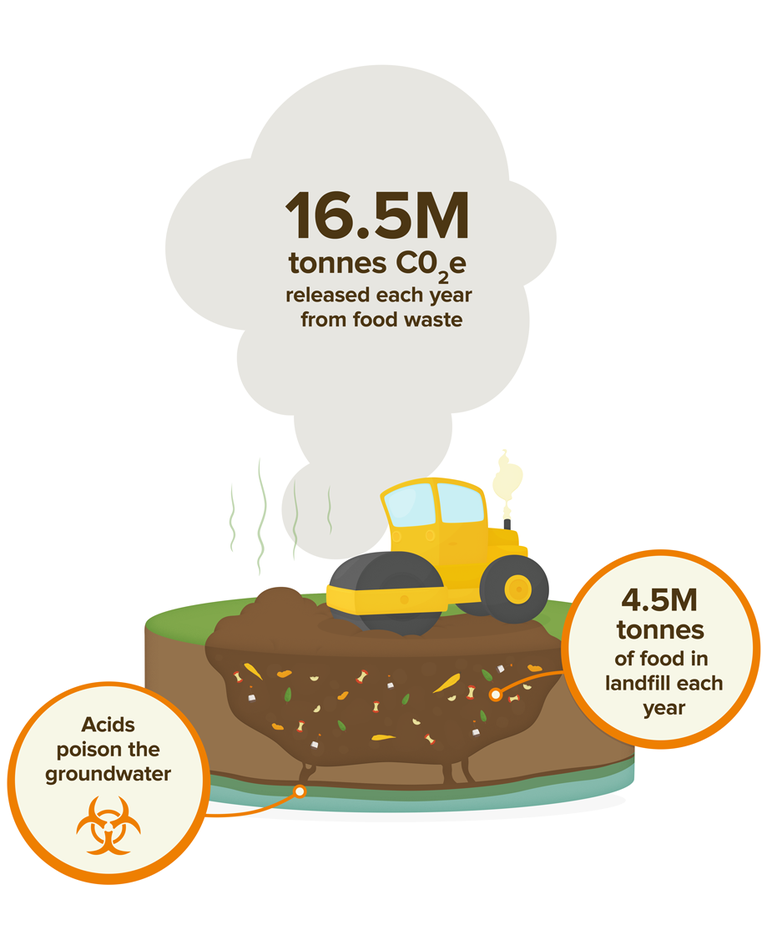 16.5M
tonnes C0₂e
released each year
from food waste
4.5M
tonnes
of food in
landfill each
year
Acids
poison the
groundwater